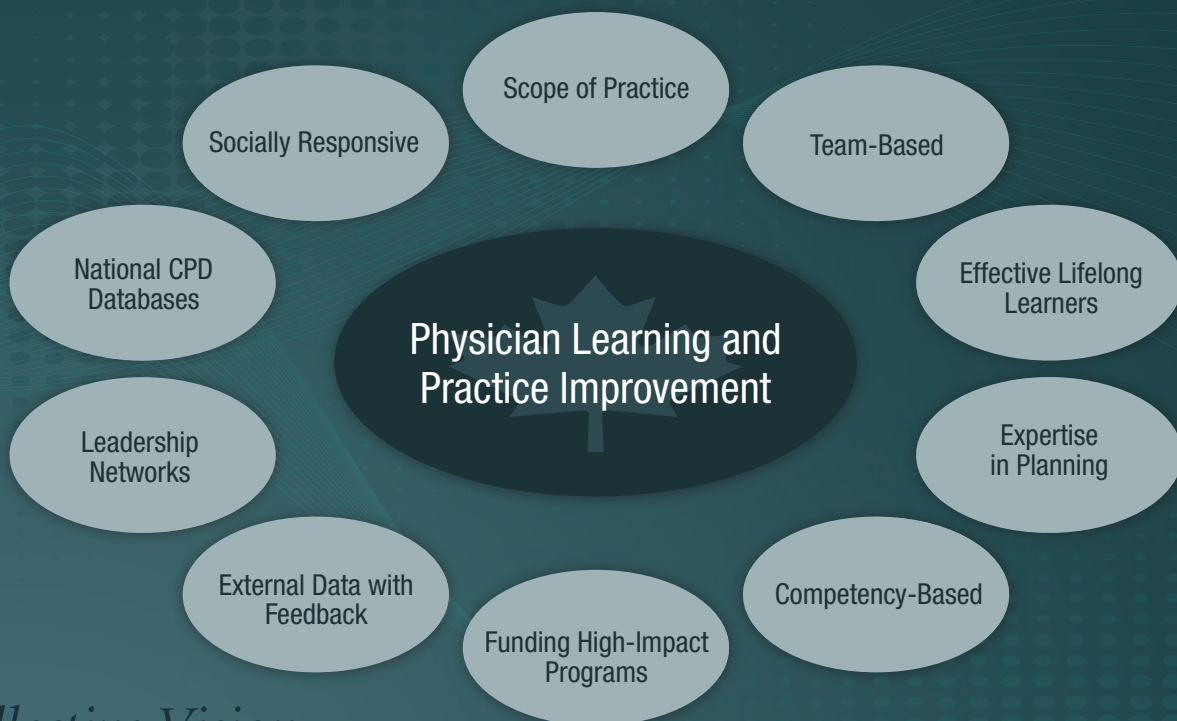 Scope of Practice
Socially Responsive
Team-Based
National CPD
Databases
Effective Lifelong
Learners
Physician Learning and
Practice Improvement
Leadership
Networks
Expertise
in Planning
External Data with
Feedback
Competency-Based
Funding High-Impact
Programs
Vision